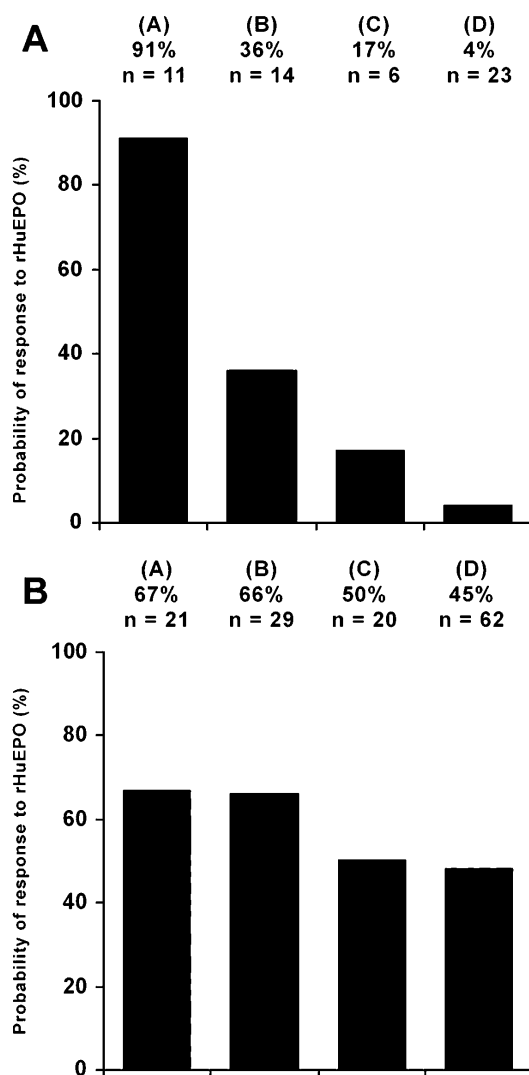 A
(A) (B) (C) (D)
91% 36% 17% 4%
n = 11 n = 14 n = 6 n = 23
Probability of response to rHuEPO (%)
100
80
60
40
20
0
B
(A) (B) (C) (D)
67% 66% 50% 45%
n = 21 n = 29 n = 20 n = 62
Probability of response to rHuEPO (%)
100
80
60
40
20
0